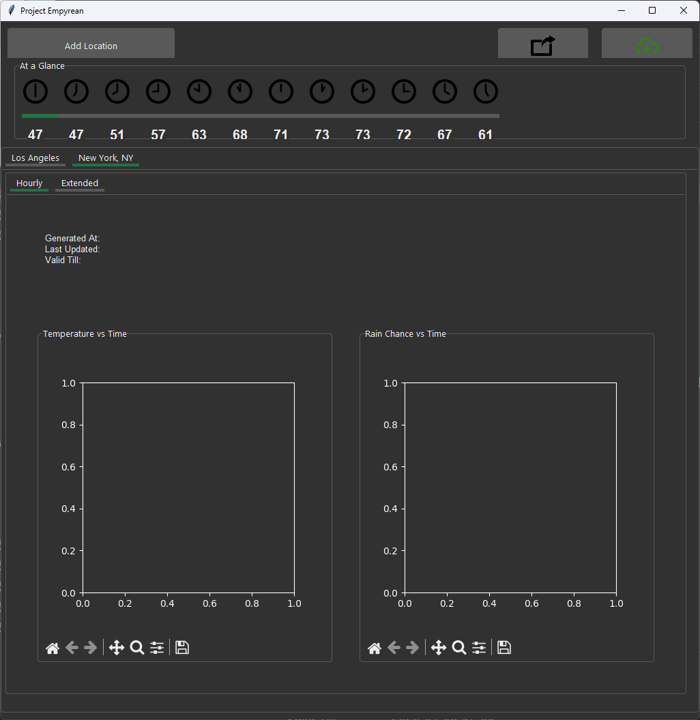 Project Empyrean
Add Location
At a Glance
47 47 51 57 63 68 71 73 73 72 67 61
Los Angeles New York, NY
Hourly Extended
Generated At:
Last Updated:
Valid Till:
Temperature vs Time
1.0
0.8
0.6
0.4
0.2
0.0
0.0 0.2 0.4 0.6 0.8 1.0
Rain Chance vs Time
1.0
0.8
0.6
0.4
0.2
0.0
0.0 0.2 0.4 0.6 0.8 1.0